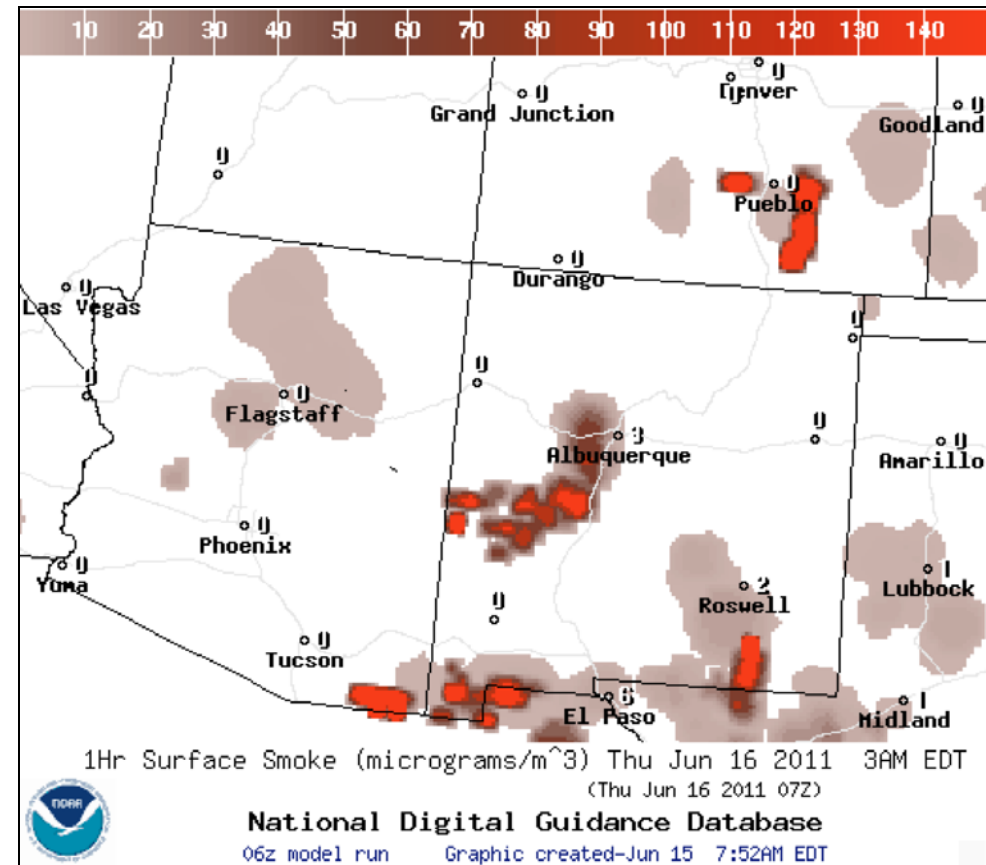 10 20 30 40 50 60 70 80 90 100 110 120 130 140
0
0
Denver
0
Grand Junction
0
Goodland
0
0
Pueblo
0
Durango
0
Las Vegas
0
0
0
0
Flagstaff
3
Albuquerque
0
0
Amarillo
0
Phoenix
0
Yuma
1
Lubbock
2
Roswell
0
0
Tucson
6
El Paso
1
Midland
1Hr Surface Smoke (micrograms/m^3) Thu Jun 16 2011 3AM EDT
(Thu Jun 16 2011 07Z)
NOAA
National Digital Guidance Database
06z model run Graphic created-Jun 15 7:52AM EDT